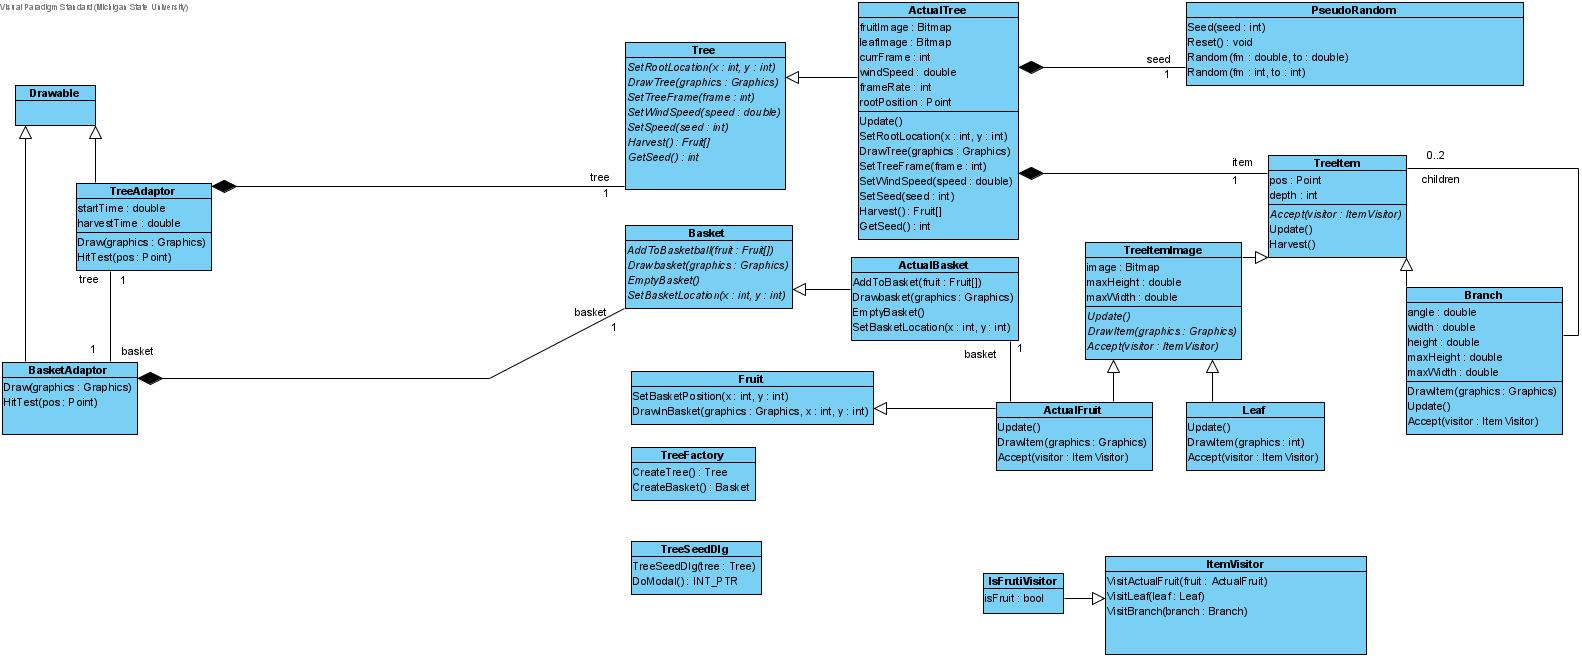 Visual Paradigm Standard (Michigan State University)
Drawable
TreeAdaptor
startTime : double
harvestTime : double
Draw(graphics : Graphics)
HitTest(pos : Point)
tree
1
1
basket
BasketAdaptor
Draw(graphics : Graphics)
HitTest(pos : Point)
tree
1
basket
1
Tree
SetRootLocation(x : int, y : int)
DrawTree(graphics : Graphics)
SetTreeFrame(frame : int)
SetWindSpeed(speed : double)
SetSpeed(seed : int)
Harvest() : Fruit[]
GetSeed() : int
Basket
AddToBasketball(fruit : Fruit[])
Drawbasket(graphics : Graphics)
EmptyBasket()
SetBasketLocation(x : int, y : int)
Fruit
SetBasketPosition(x : int, y : int)
DrawInBasket(graphics : Graphics, x : int, y : int)
TreeFactory
CreateTree() : Tree
CreateBasket() : Basket
TreeSeedDlg
TreeSeedDlg(tree : Tree)
DoModal() : INT_PTR
ActualTree
fruitImage : Bitmap
leafImage : Bitmap
currFrame : int
windSpeed : double
frameRate : int
rootPosition : Point
Update()
SetRootLocation(x : int, y : int)
DrawTree(graphics : Graphics)
SetTreeFrame(frame : int)
SetWindSpeed(speed : double)
SetSeed(seed : int)
Harvest() : Fruit[]
GetSeed() : int
ActualBasket
AddToBasket(fruit : Fruit[])
Drawbasket(graphics : Graphics)
EmptyBasket()
SetBasketLocation(x : int, y : int)
basket
1
ActualFruit
Update()
DrawItem(graphics : Graphics)
Accept(visitor : ItemVisitor)
seed
1
PseudoRandom
Seed(seed : int)
Reset() : void
Random(fm : double, to : double)
Random(fm : int, to : int)
item
1
TreeItem
pos : Point
depth : int
Accept(visitor : ItemVisitor)
Update()
Harvest()
0..2
children
TreeItemImage
image : Bitmap
maxHeight : double
maxWidth : double
Update()
DrawItem(graphics : Graphics)
Accept(visitor : ItemVisitor)
Leaf
Update()
DrawItem(graphics : int)
Accept(visitor : ItemVisitor)
Branch
angle : double
width : double
height : double
maxHeight : double
maxWidth : double
DrawItem(graphics : Graphics)
Update()
Accept(visitor : ItemVisitor)
IsFrutiVisitor
isFruit : bool
ItemVisitor
VisitActualFruit(fruit : ActualFruit)
VisitLeaf(leaf : Leaf)
VisitBranch(branch : Branch)